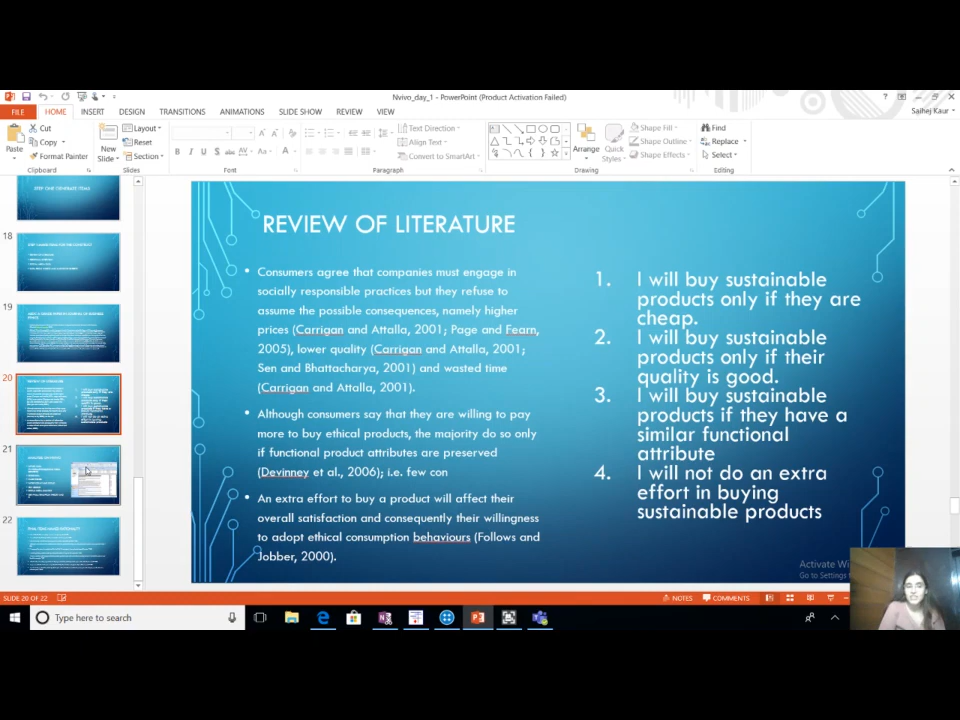 Nvivo_day_1 - PowerPoint (Product Activation Failed)
FILE HOME INSERT DESIGN TRANSITIONS ANIMATIONS SLIDE SHOW REVIEW VIEW Saihej Kaur
Paste
Cut
Copy
Format Painter
Clipboard
New
Slide
Layout
Reset
Section
Slides
Font
Text Direction
Align Text
Convert to SmartArt
Paragraph
Arrange
Quick
Styles
Shape Fill
Shape Outline
Shape Effects
Drawing
Find
Replace
Select
Editing
18
19
20
21
22
REVIEW OF LITERATURE
• Consumers agree that companies must engage in
socially responsible practices but they refuse to
assume the possible consequences, namely higher
prices (Carrigan and Attalla, 2001; Page and Fearn,
2005), lower quality (Carrigan and Attalla, 2001;
Sen and Bhattacharya, 2001) and wasted time
(Carrigan and Attalla, 2001).
• Although consumers say that they are willing to pay
more to buy ethical products, the majority do so only
if functional product attributes are preserved
(Devinney et al., 2006); i.e. few con
• An extra effort to buy a product will affect their
overall satisfaction and consequently their willingness
to adopt ethical consumption behaviours (Follows and
Jobber, 2000).
1. I will buy sustainable
products only if they are
cheap.
2. I will buy sustainable
products only if their
quality is good.
3. I will buy sustainable
products if they have a
similar functional
attribute
4. I will not do an extra
effort in buying
sustainable products
Activate Wi
Go to Settings
SLIDE 20 OF 22
NOTES COMMENTS
Type here to search